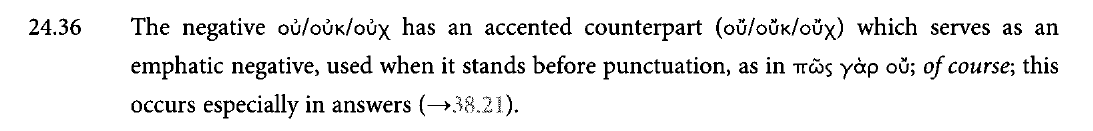 24.36 The negative οὐ/οὐκ/οὐχ has an accented counterpart (οὔ/οὔκ/οὔχ) which serves as an
emphatic negative, used when it stands before punctuation, as in πῶς γὰρ οὔ; of course; this
occurs especially in answers (→38.21).